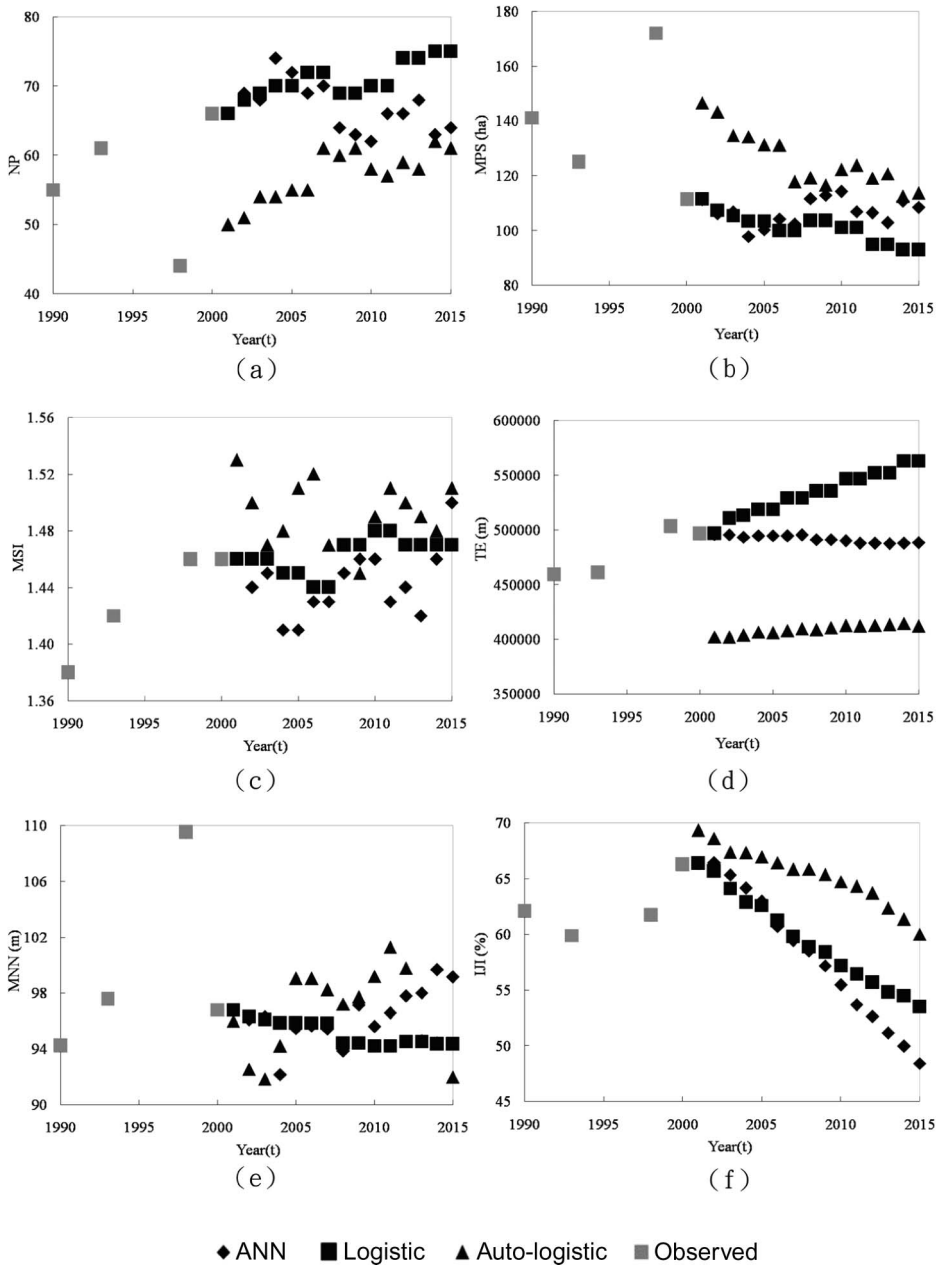 80
70
60
50
40
NP
1990 1995 2000 2005 2010 2015
Year(t)
(a)
180
160
140
120
100
80
MPS (ha)
1990 1995 2000 2005 2010 2015
Year(t)
(b)
1.56
1.52
1.48
1.44
1.40
1.36
MSI
1990 1995 2000 2005 2010 2015
Year(t)
(c)
600000
550000
500000
450000
400000
350000
TE (m)
1990 1995 2000 2005 2010 2015
Year(t)
(d)
110
106
102
98
94
90
MNN (m)
1990 1995 2000 2005 2010 2015
Year(t)
(e)
70
65
60
55
50
45
IJI (%)
1990 1995 2000 2005 2010 2015
Year(t)
(f)
ANN Logistic Auto-logistic Observed